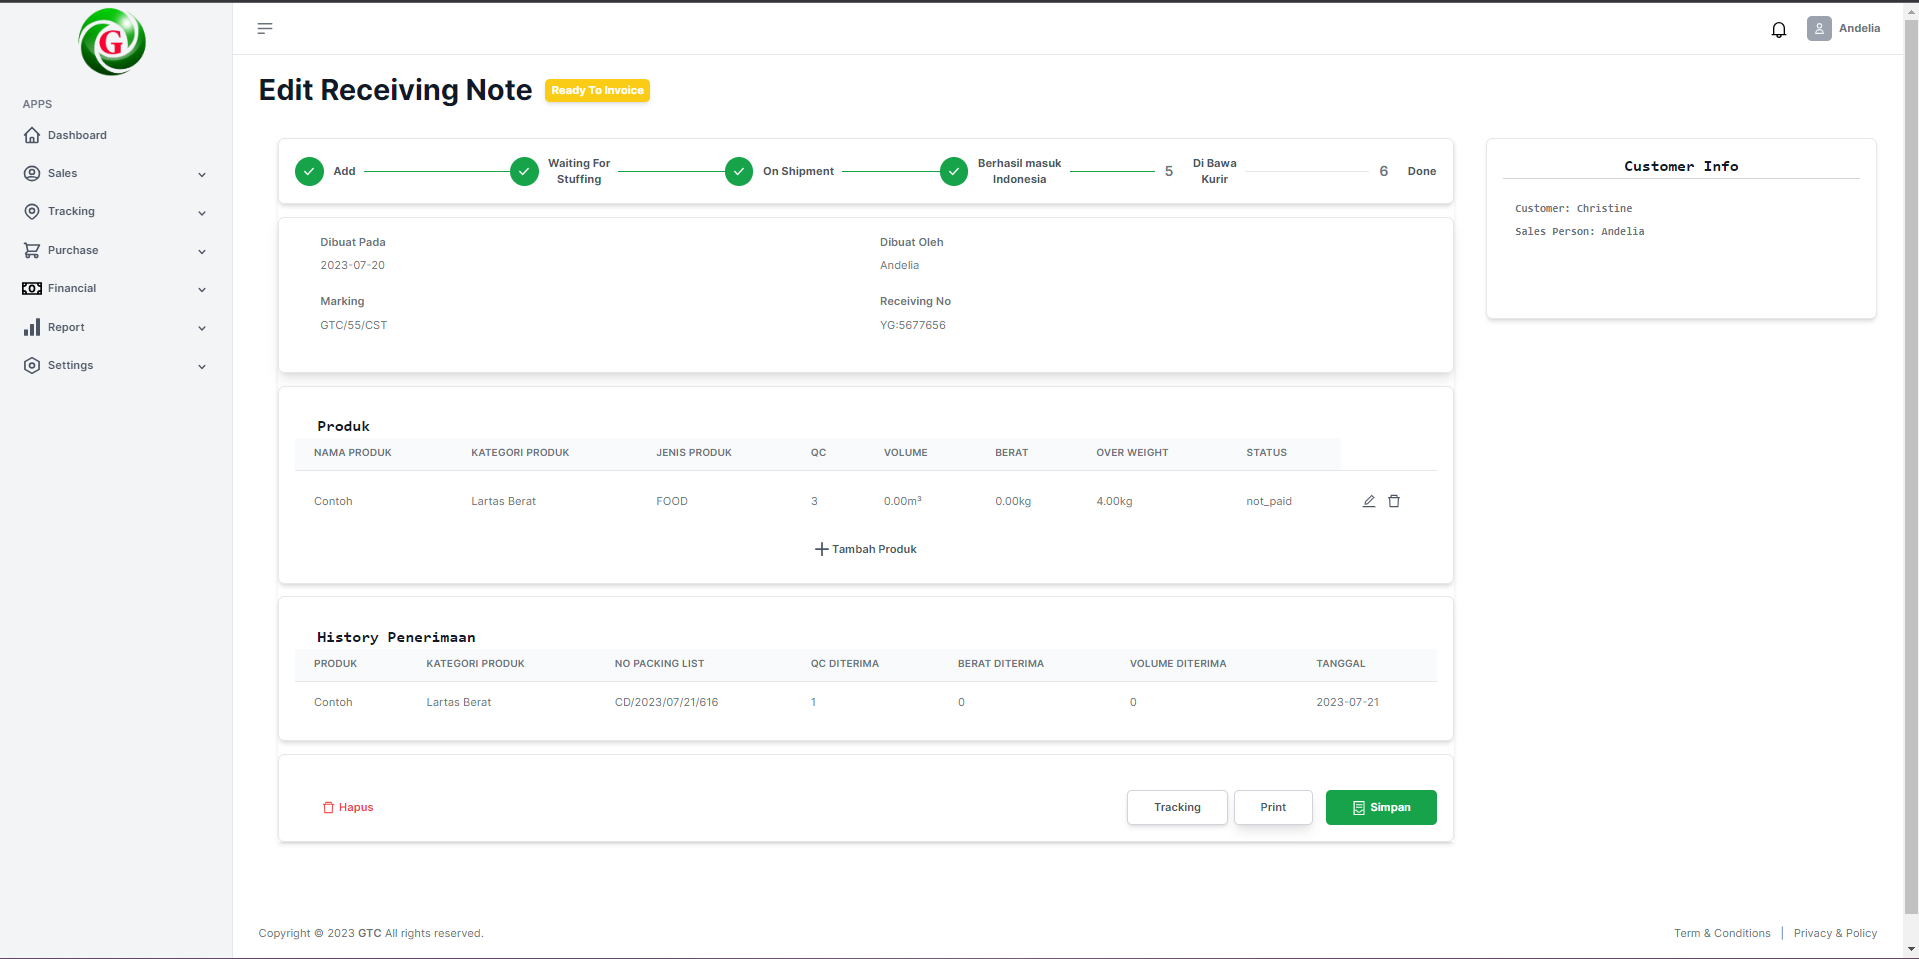 G
Andelia
APPS
Dashboard
Sales
Tracking
Purchase
Financial
Report
Settings
Edit Receiving Note
Ready To Invoice
Add
Waiting For
Stuffing
On Shipment
Berhasil masuk
Indonesia
5
Di Bawa
Kurir
6
Done
Dibuat Pada
2023-07-20
Dibuat Oleh
Andelia
Marking
GTC/55/CST
Receiving No
YG:5677656
Customer Info
Customer: Christine
Sales Person: Andelia
Produk
NAMA PRODUK KATEGORI PRODUK JENIS PRODUK QC VOLUME BERAT OVER WEIGHT STATUS
Contoh Lartas Berat FOOD 3 0.00m³ 0.00kg 4.00kg not_paid
Tambah Produk
History Penerimaan
PRODUK KATEGORI PRODUK NO PACKING LIST QC DITERIMA BERAT DITERIMA VOLUME DITERIMA TANGGAL
Contoh Lartas Berat CD/2023/07/21/616 1 0 0 2023-07-21
Hapus
Tracking
Print
Simpan
Copyright © 2023 GTC All rights reserved.
Term & Conditions | Privacy & Policy